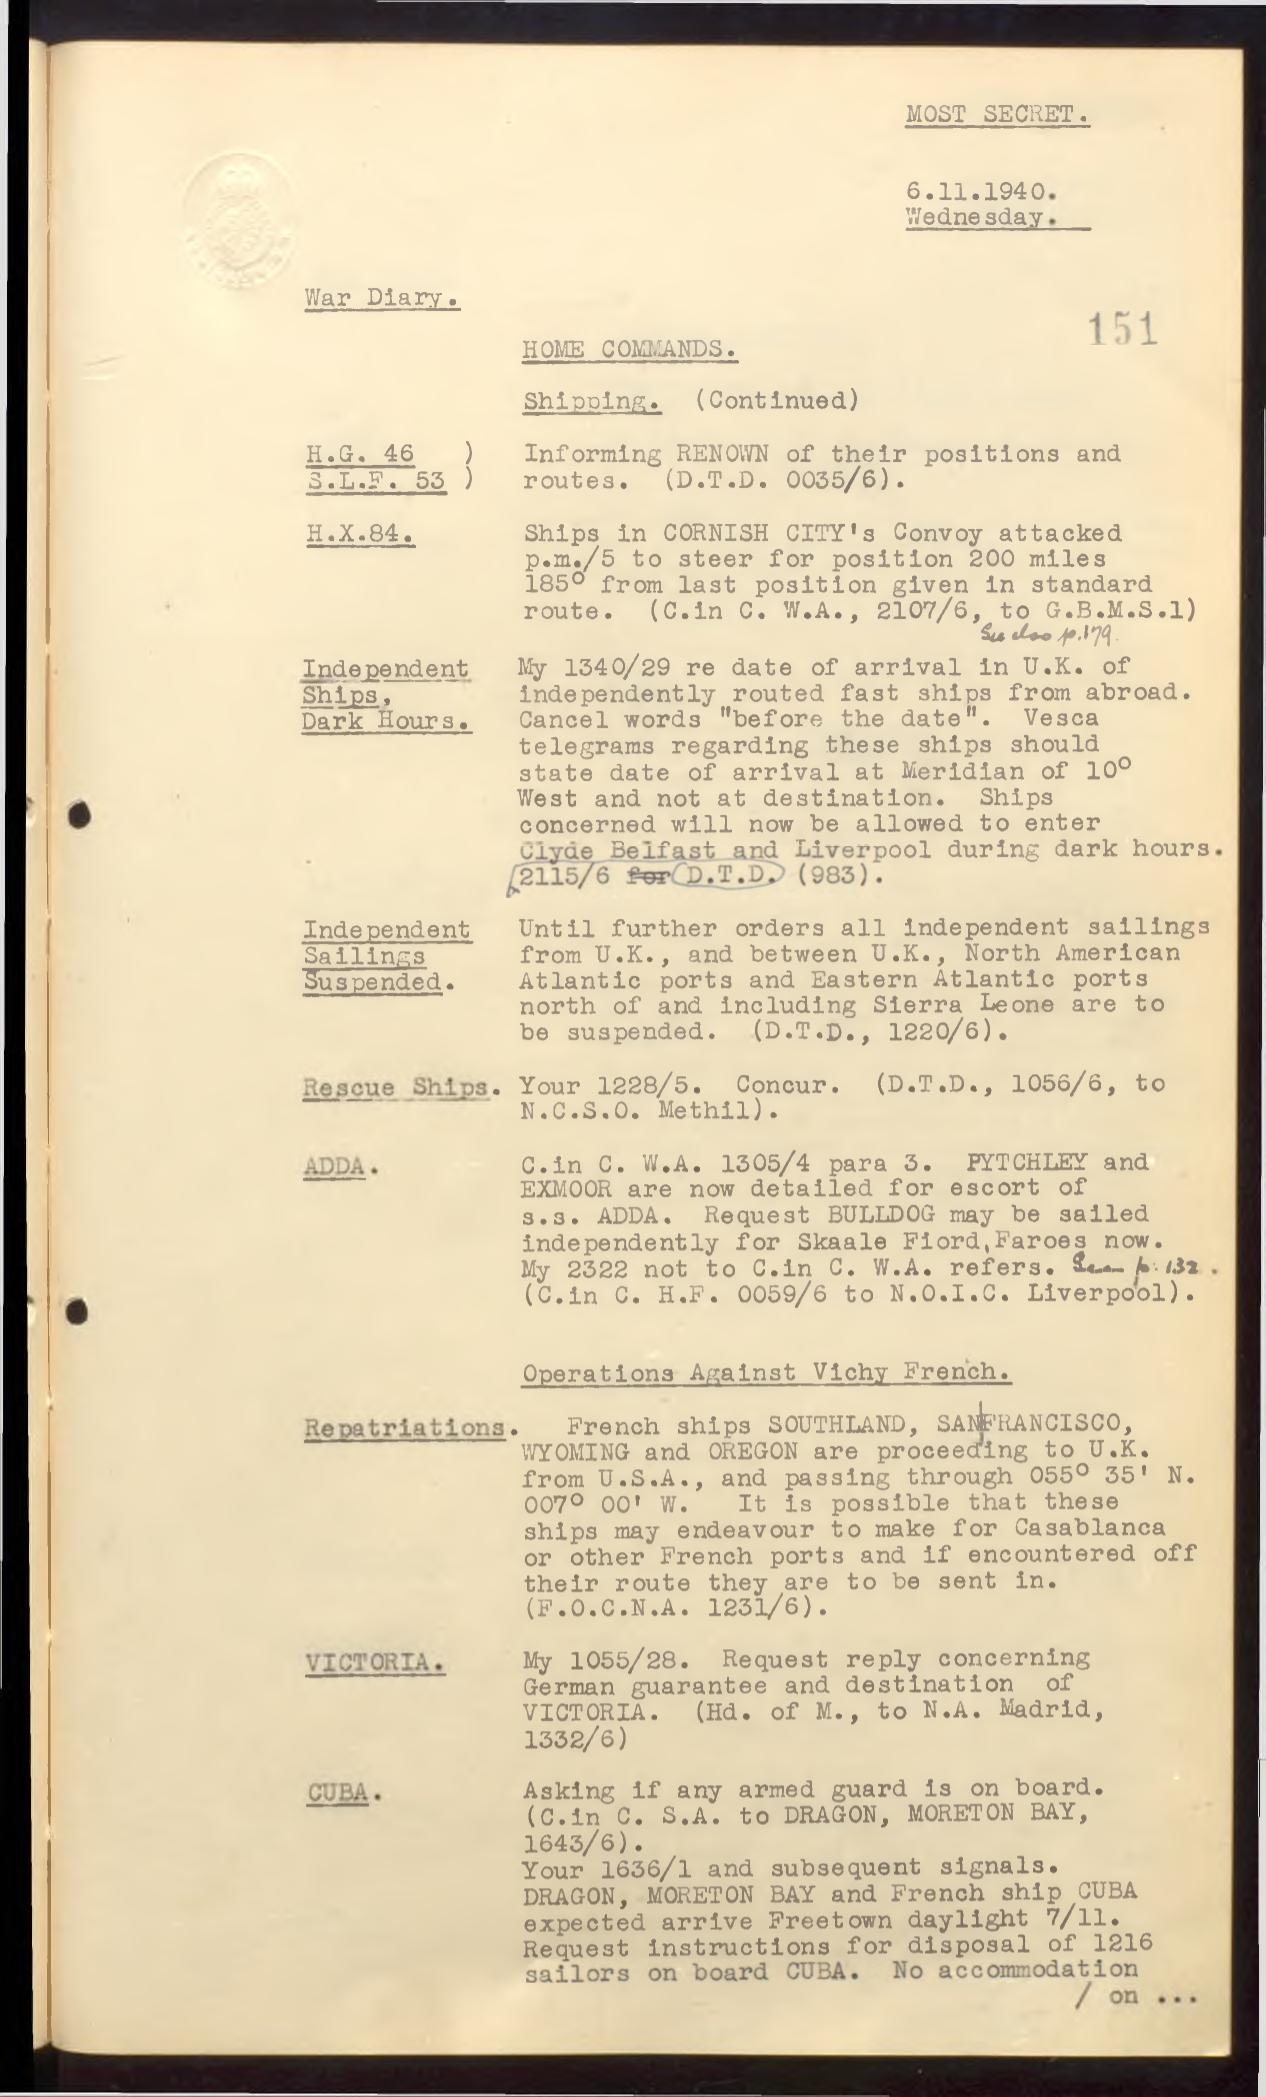 MOST SECRET.
6.11.1940.
Wednesday.
War Diary.
151
HOME COMMANDS.
Shipping. (Continued)
H.G. 46 ) Informing RENOWN of their positions and
S.L.F. 53 ) routes. (D.T.D. 0035/6).
H.X.84. Ships in CORNISH CITY's Convoy attacked
p.m./5 to steer for position 200 miles
185° from last position given in standard
route. (C.in C. W.A., 2107/6, to G.B.M.S.1)
See also p.179.
Independent My 1340/29 re date of arrival in U.K. of
Ships, independently routed fast ships from abroad.
Dark Hours. Cancel words "before the date". Vesca
telegrams regarding these ships should
state date of arrival at Meridian of 10°
West and not at destination. Ships
concerned will now be allowed to enter
Clyde Belfast and Liverpool during dark hours.
2115/6 for D.T.D. (983).
Independent Until further orders all independent sailings
Sailings from U.K., and between U.K., North American
Suspended. Atlantic ports and Eastern Atlantic ports
north of and including Sierra Leone are to
be suspended. (D.T.D., 1220/6).
Rescue Ships. Your 1228/5. Concur. (D.T.D., 1056/6, to
N.C.S.O. Methil).
ADDA. C.in C. W.A. 1305/4 para 3. PYTCHLEY and
EXMOOR are now detailed for escort of
s.s. ADDA. Request BULLDOG may be sailed
independently for Skaale Fiord,Faroes now.
My 2322 not to C.in C. W.A. refers. See p. 132.
(C.in C. H.F. 0059/6 to N.O.I.C. Liverpool).
Operations Against Vichy French.
Repatriations. French ships SOUTHLAND, SANFRANCISCO,
WYOMING and OREGON are proceeding to U.K.
from U.S.A., and passing through 055° 35' N.
007° 00' W. It is possible that these
ships may endeavour to make for Casablanca
or other French ports and if encountered off
their route they are to be sent in.
(F.O.C.N.A. 1231/6).
VICTORIA. My 1055/28. Request reply concerning
German guarantee and destination of
VICTORIA. (Hd. of M., to N.A. Madrid,
1332/6)
CUBA. Asking if any armed guard is on board.
(C.in C. S.A. to DRAGON, MORETON BAY,
1643/6).
Your 1636/1 and subsequent signals.
DRAGON, MORETON BAY and French ship CUBA
expected arrive Freetown daylight 7/11.
Request instructions for disposal of 1216
sailors on board CUBA. No accommodation
/ on ...